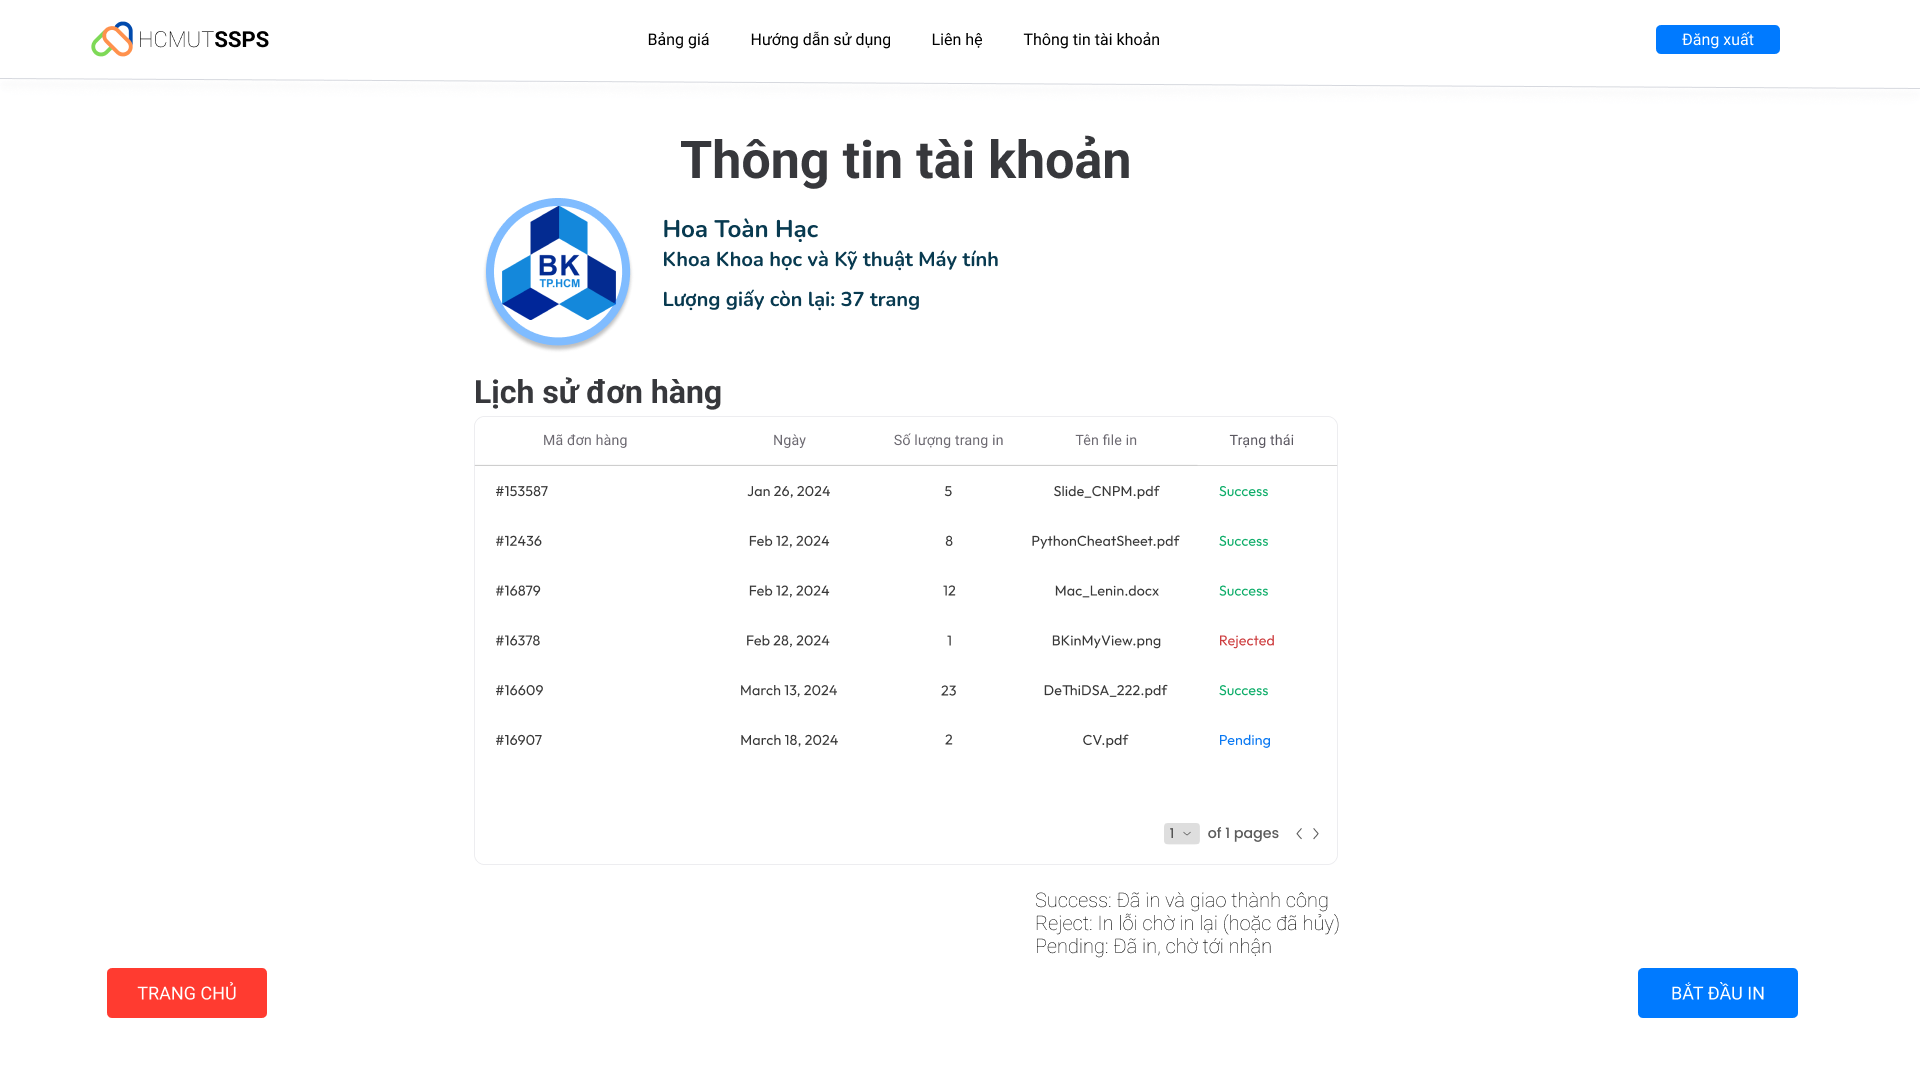 HCMUTSSPS
Bảng giá
Hướng dẫn sử dụng
Liên hệ
Thông tin tài khoản
Đăng xuất
Thông tin tài khoản
BK
TP.HCM
Hoa Toàn Hạc
Khoa Khoa học và Kỹ thuật Máy tính
Lượng giấy còn lại: 37 trang
Lịch sử đơn hàng
Mã đơn hàng Ngày Số lượng trang in Tên file in Trạng thái
#153587 Jan 26, 2024 5 Slide_CNPM.pdf Success
#12436 Feb 12, 2024 8 PythonCheatSheet.pdf Success
#16879 Feb 12, 2024 12 Mac_Lenin.docx Success
#16378 Feb 28, 2024 1 BKinMyView.png Rejected
#16609 March 13, 2024 23 DeThiDSA_222.pdf Success
#16907 March 18, 2024 2 CV.pdf Pending
1 of 1 pages
Success: Đã in và giao thành công
Reject: In lỗi chờ in lại (hoặc đã hủy)
Pending: Đã in, chờ tới nhận
TRANG CHỦ
BẮT ĐẦU IN